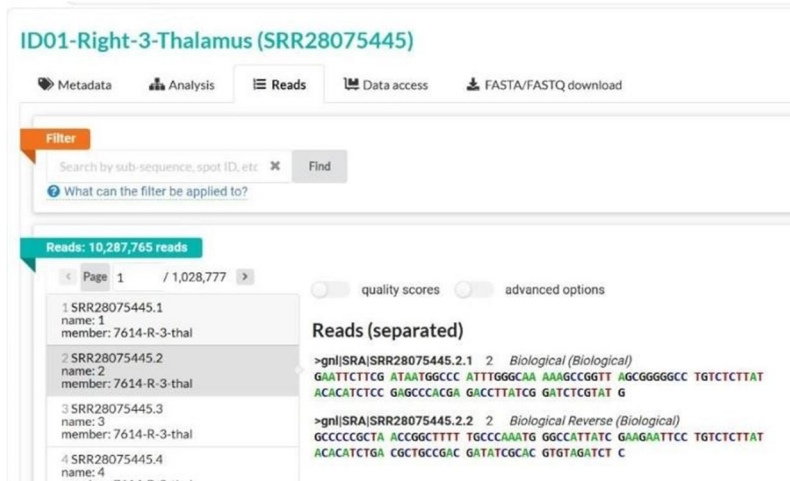 ID01-Right-3-Thalamus (SRR28075445)
Metadata Analysis Reads Data access FASTA/FASTQ download
Filter
Search by sub-sequence, spot ID, etc Find
What can the filter be applied to?
Reads: 10,287,765 reads
< Page 1 / 1,028,777 >
quality scores advanced options
1 SRR28075445.1
name: 1
member: 7614-R-3-thal
2 SRR28075445.2
name: 2
member: 7614-R-3-thal
3 SRR28075445.3
name: 3
member: 7614-R-3-thal
4 SRR28075445.4
name: 4
Reads (separated)
>gnl|SRA|SRR28075445.2.1 2 Biological (Biological)
GAATTCTTCG ATAATGGCCC ATTTGGGCAA AAAGCCGGTT AGCGGGGGCC TGTCTCTTAT
ACACATCTCC GAGCCCACGA GACCTTATCG GATCTCGTAT G
>gnl|SRA|SRR28075445.2.2 2 Biological Reverse (Biological)
GCCCCCGCTA ACCGGCTTTT TGCCCAAATG GGCCATTATC GAAGAATTCC TGTCTCTTAT
ACACATCTGA CGCTGCCGAC GATATCGCAC GTGTAGATCT C